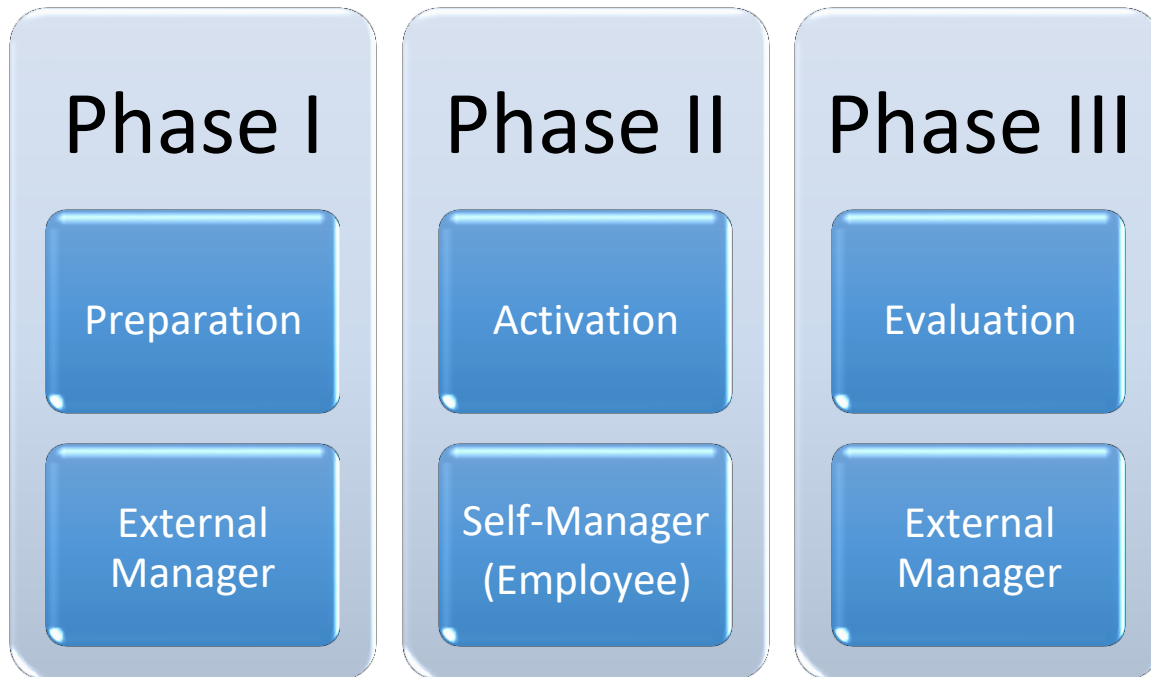 Phase I
Preparation
External
Manager
Phase II
Activation
Self-Manager
(Employee)
Phase III
Evaluation
External
Manager